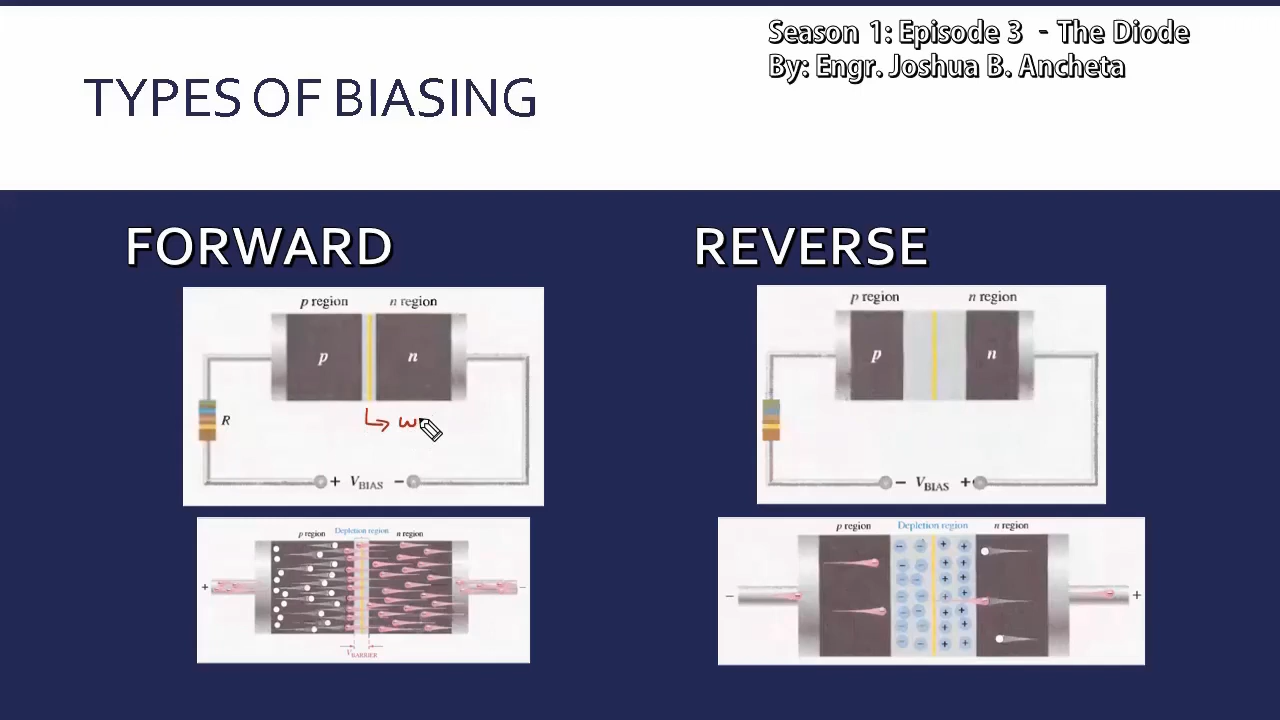 Season 1: Episode 3 - The Diode
By: Engr. Joshua B. Ancheta
TYPES OF BIASING
FORWARD
REVERSE
p region n region
p n
R
+ VBIAS −
w
p region Depletion region n region
+ −
VBARRIER
p region n region
p n
− VBIAS +
p region Depletion region n region
− +